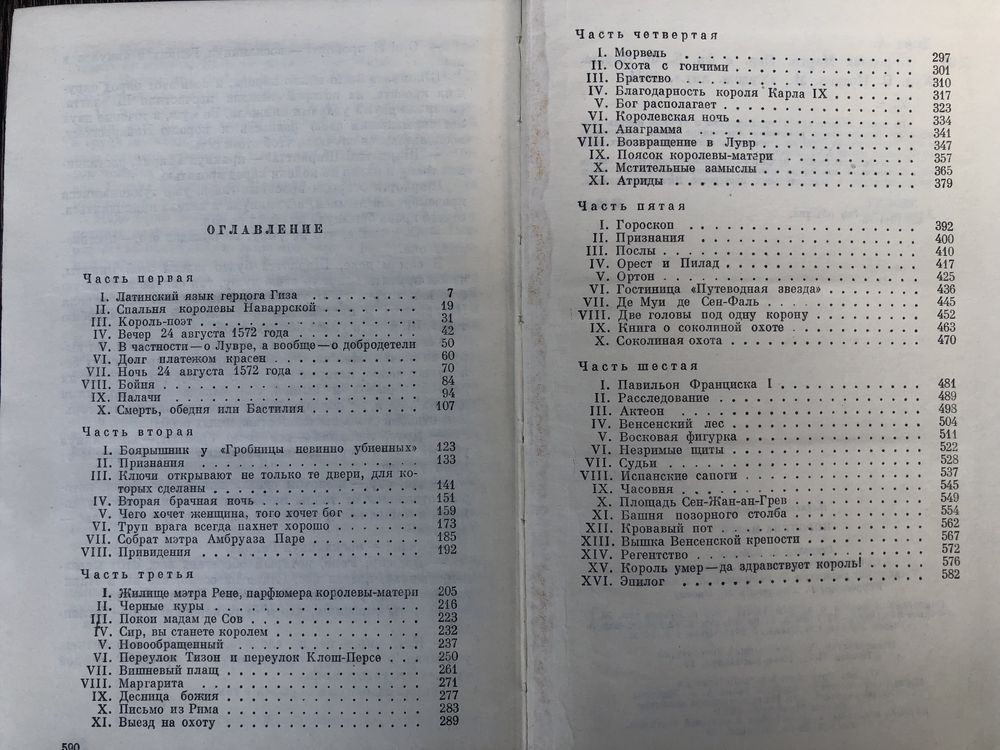 ОГЛАВЛЕНИЕ
Часть первая
I. Латинский язык герцога Гиза . . . . . . . . . 7
II. Спальня королевы Наваррской . . . . . . . . 19
III. Король-поэт . . . . . . . . . . . . . . . . 31
IV. Вечер 24 августа 1572 года . . . . . . . . . 42
V. В частности — о Лувре, а вообще — о добродетели 50
VI. Долг платежом красен . . . . . . . . . . . 60
VII. Ночь 24 августа 1572 года . . . . . . . . . 70
VIII. Бойня . . . . . . . . . . . . . . . . . . 84
IX. Палачи . . . . . . . . . . . . . . . . . . 94
X. Смерть, обедня или Бастилия . . . . . . . . 107
Часть вторая
I. Боярышник у «Гробницы невинно убиенных» 123
II. Признания . . . . . . . . . . . . . . . . 133
III. Ключи открывают не только те двери, для ко-
торых сделаны . . . . . . . . . . . . . . . 141
IV. Вторая брачная ночь . . . . . . . . . . . 151
V. Чего хочет женщина, того хочет бог . . . . . 159
VI. Труп врага всегда пахнет хорошо . . . . . . 173
VII. Собрат мэтра Амбруаза Паре . . . . . . . . 185
VIII. Привидения . . . . . . . . . . . . . . . 192
Часть третья
I. Жилище мэтра Рене, парфюмера королевы-матери 205
II. Черные куры . . . . . . . . . . . . . . . 216
III. Покои мадам де Сов . . . . . . . . . . . . 223
IV. Сир, вы станете королем . . . . . . . . . . 232
V. Новообращенный . . . . . . . . . . . . . . 237
VI. Переулок Тизон и переулок Клош-Персе . . . 250
VII. Вишневый плащ . . . . . . . . . . . . . . 261
VIII. Маргарита . . . . . . . . . . . . . . . 271
IX. Десница божия . . . . . . . . . . . . . . 277
X. Письмо из Рима . . . . . . . . . . . . . . 283
XI. Выезд на охоту . . . . . . . . . . . . . . 289
590
Часть четвертая
I. Морвель . . . . . . . . . . . . . . . . . 297
II. Охота с гончими . . . . . . . . . . . . . 301
III. Братство . . . . . . . . . . . . . . . . 310
IV. Благодарность короля Карла IX . . . . . . 317
V. Бог располагает . . . . . . . . . . . . . . 323
VI. Королевская ночь . . . . . . . . . . . . . 334
VII. Анаграмма . . . . . . . . . . . . . . . . 341
VIII. Возвращение в Лувр . . . . . . . . . . . 347
IX. Поясок королевы-матери . . . . . . . . . . 357
X. Мстительные замыслы . . . . . . . . . . . . 365
XI. Атриды . . . . . . . . . . . . . . . . . . 379
Часть пятая
I. Гороскоп . . . . . . . . . . . . . . . . . 392
II. Признания . . . . . . . . . . . . . . . . 400
III. Послы . . . . . . . . . . . . . . . . . . 410
IV. Орест и Пилад . . . . . . . . . . . . . . 417
V. Ортон . . . . . . . . . . . . . . . . . . 425
VI. Гостиница «Путеводная звезда» . . . . . . . 436
VII. Де Муи де Сен-Фаль . . . . . . . . . . . . 445
VIII. Две головы под одну корону . . . . . . . 452
IX. Книга о соколиной охоте . . . . . . . . . . 463
X. Соколиная охота . . . . . . . . . . . . . . 470
Часть шестая
I. Павильон Франциска I . . . . . . . . . . . 481
II. Расследование . . . . . . . . . . . . . . 489
III. Актеон . . . . . . . . . . . . . . . . . 498
IV. Венсенский лес . . . . . . . . . . . . . . 504
V. Восковая фигурка . . . . . . . . . . . . . 511
VI. Незримые щиты . . . . . . . . . . . . . . 522
VII. Судьи . . . . . . . . . . . . . . . . . . 528
VIII. Испанские сапоги . . . . . . . . . . . . 537
IX. Часовня . . . . . . . . . . . . . . . . . 545
X. Площадь Сен-Жан-ан-Грев . . . . . . . . . . 549
XI. Башня позорного столба . . . . . . . . . . 554
XII. Кровавый пот . . . . . . . . . . . . . . 562
XIII. Вышка Венсенской крепости . . . . . . . . 567
XIV. Регентство . . . . . . . . . . . . . . . 572
XV. Король умер — да здравствует король! . . . . 576
XVI. Эпилог . . . . . . . . . . . . . . . . . 582